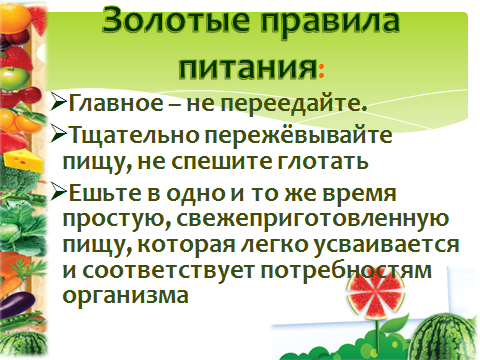 Золотые правила
питания:
➢Главное – не переедайте.
➢Тщательно пережёвывайте
пищу, не спешите глотать
➢Ешьте в одно и то же время
простую, свежеприготовленную
пищу, которая легко усваивается
и соответствует потребностям
организма